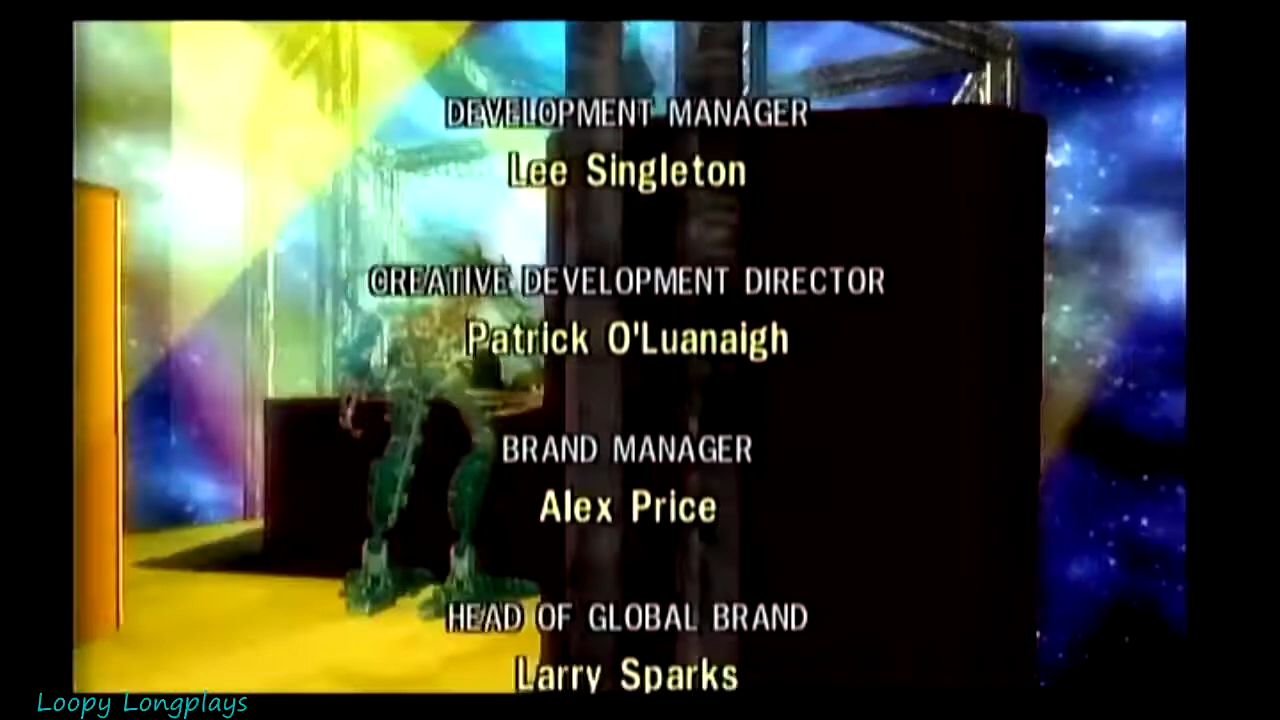 DEVELOPMENT MANAGER
Lee Singleton
CREATIVE DEVELOPMENT DIRECTOR
Patrick O'Luanaigh
BRAND MANAGER
Alex Price
HEAD OF GLOBAL BRAND
Larry Sparks
Loopy Longplays